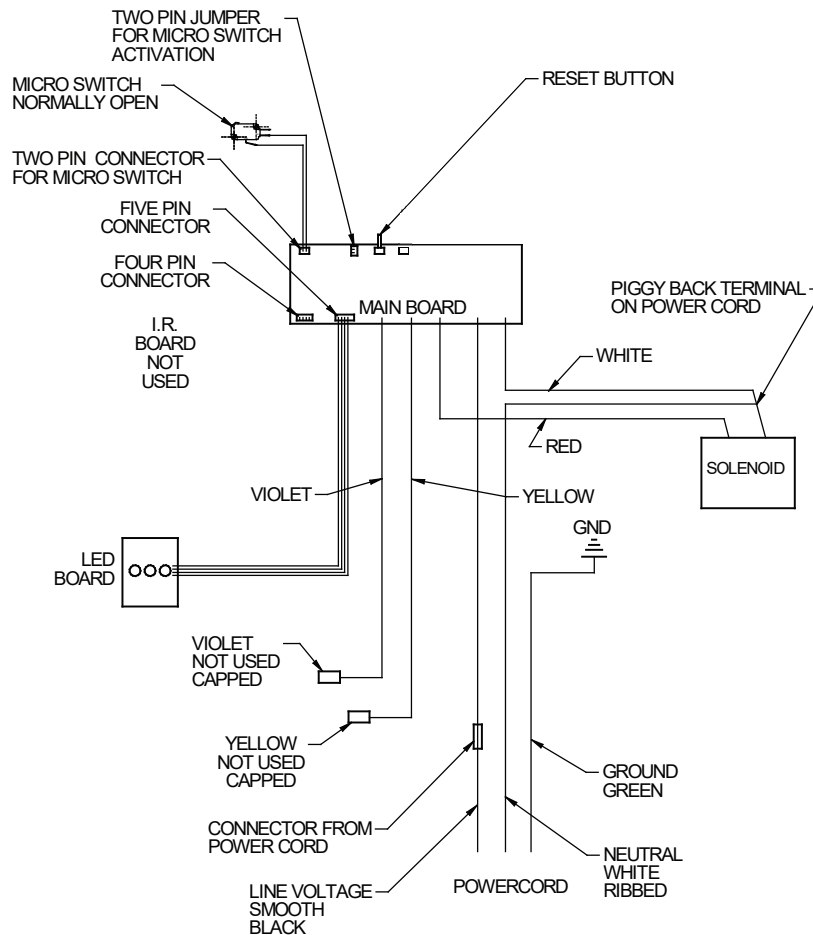 TWO PIN JUMPER
FOR MICRO SWITCH
ACTIVATION
MICRO SWITCH
NORMALLY OPEN
RESET BUTTON
TWO PIN CONNECTOR
FOR MICRO SWITCH
FIVE PIN
CONNECTOR
FOUR PIN
CONNECTOR
MAIN BOARD
PIGGY BACK TERMINAL
ON POWER CORD
I.R.
BOARD
NOT
USED
WHITE
RED
SOLENOID
VIOLET
YELLOW
GND
LED
BOARD
VIOLET
NOT USED
CAPPED
YELLOW
NOT USED
CAPPED
GROUND
GREEN
CONNECTOR FROM
POWER CORD
NEUTRAL
WHITE
RIBBED
LINE VOLTAGE
SMOOTH
BLACK
POWERCORD